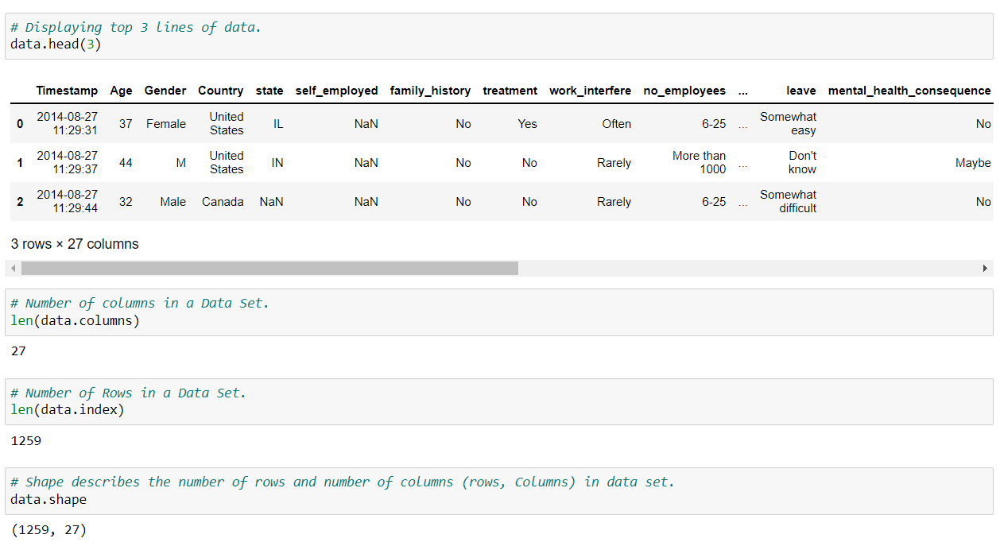 # Displaying top 3 lines of data.
data.head(3)
Timestamp Age Gender Country state self_employed family_history treatment work_interfere no_employees ... leave mental_health_consequence
0 2014-08-27 11:29:31 37 Female United States IL NaN No Yes Often 6-25 ... Somewhat easy No
1 2014-08-27 11:29:37 44 M United States IN NaN No No Rarely More than 1000 ... Don't know Maybe
2 2014-08-27 11:29:44 32 Male Canada NaN NaN No No Rarely 6-25 ... Somewhat difficult No
3 rows × 27 columns
# Number of columns in a Data Set.
len(data.columns)
27
# Number of Rows in a Data Set.
len(data.index)
1259
# Shape describes the number of rows and number of columns (rows, Columns) in data set.
data.shape
(1259, 27)